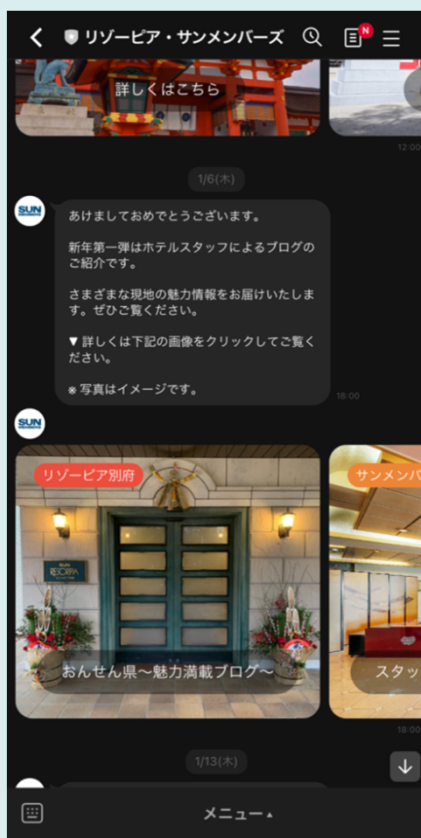 リゾーピア・サンメンバーズ
N
詳しくはこちら
12:00
1/6(木)
SUN
あけましておめでとうございます。
新年第一弾はホテルスタッフによるブログの
ご紹介です。
さまざまな現地の魅力情報をお届けいたしま
す。ぜひご覧ください。
▼ 詳しくは下記の画像をクリックしてご覧く
ださい。
※ 写真はイメージです。
18:00
SUN
リゾーピア別府
サンメンバ
RESORPIA
おんせん県〜魅力満載ブログ〜
スタッ
18:00
1/13(木)
メニュー▲